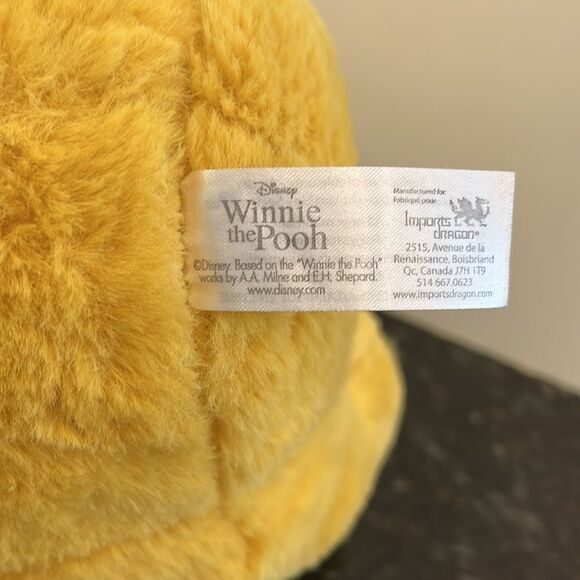 Disney
Winnie
the Pooh
©Disney. Based on the "Winnie the Pooh"
works by A.A. Milne and E.H. Shepard.
www.disney.com
Manufactured for:
Fabriqué pour:
Imports
dragon®
2515, Avenue de la
Renaissance, Boisbriand
Qc, Canada J7H 1T9
514 667.0623
www.importsdragon.com